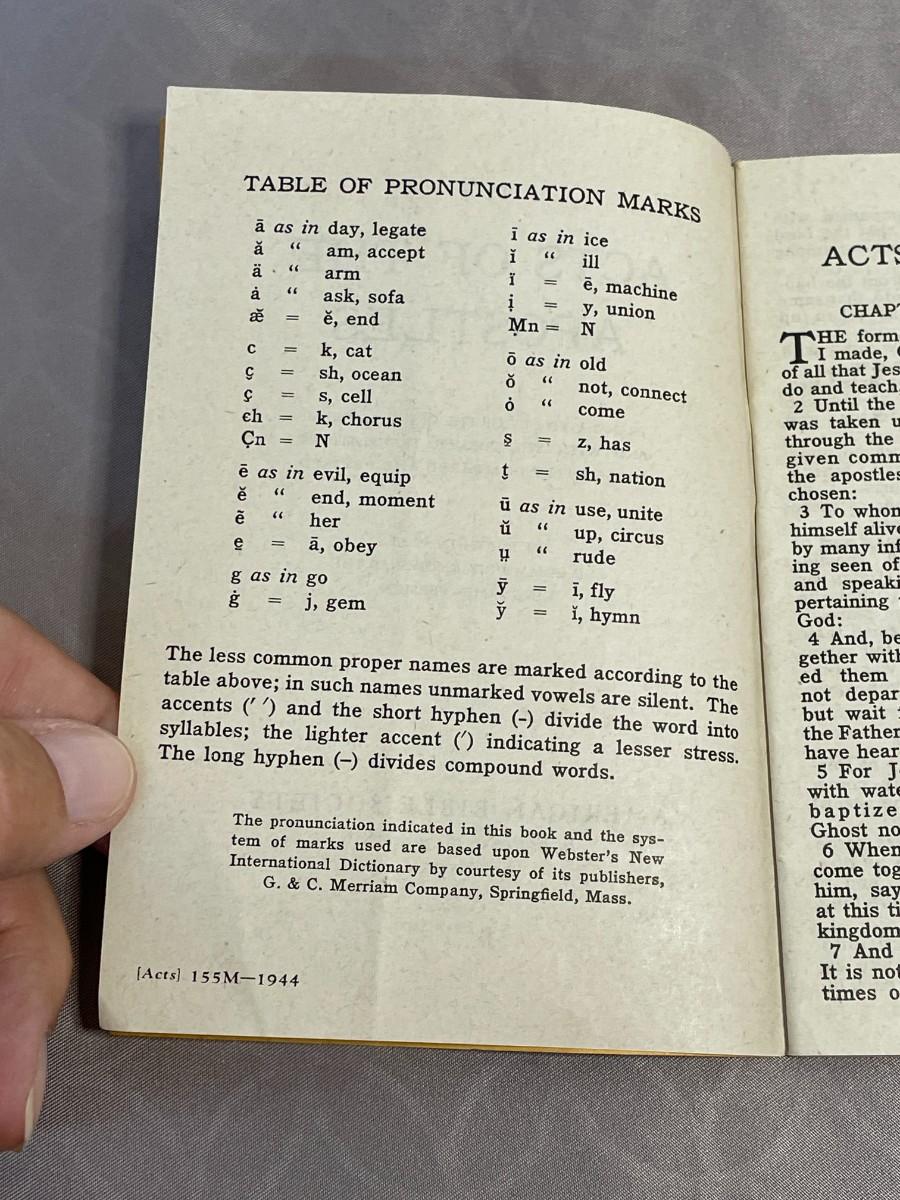 TABLE OF PRONUNCIATION MARKS
ā as in day, legate
ă “ am, accept
ä “ arm
ȧ “ ask, sofa
æ̆ = ĕ, end
c = k, cat
ç̣ = sh, ocean
ç = s, cell
ꞓh = k, chorus
Çn = N
ē as in evil, equip
ĕ “ end, moment
ẽ “ her
e̱ = ā, obey
g as in go
ġ = j, gem
ī as in ice
ĭ “ ill
ï = ē, machine
i̟ = y, union
Ṃn = N
ō as in old
ŏ “ not, connect
ȯ “ come
s̱ = z, has
t̟ = sh, nation
ū as in use, unite
ŭ “ up, circus
ṳ “ rude
ȳ = ī, fly
y̆ = ĭ, hymn
The less common proper names are marked according to the
table above; in such names unmarked vowels are silent. The
accents (′ ′) and the short hyphen (-) divide the word into
syllables; the lighter accent (′) indicating a lesser stress.
The long hyphen (–) divides compound words.
The pronunciation indicated in this book and the sys-
tem of marks used are based upon Webster's New
International Dictionary by courtesy of its publishers,
G. & C. Merriam Company, Springfield, Mass.
[Acts] 155M—1944
ACTS
CHAPT
THE form
I made,
of all that Jes
do and teach
2 Until the
was taken u
through the
given comm
the apostles
chosen:
3 To whom
himself alive
by many inf
ing seen of
and speaki
pertaining
God:
4 And, be
gether with
ed them
not depar
but wait
the Father
have hear
5 For J
with wate
baptize
Ghost no
6 When
come tog
him, say
at this ti
kingdom
7 And
It is not
times o